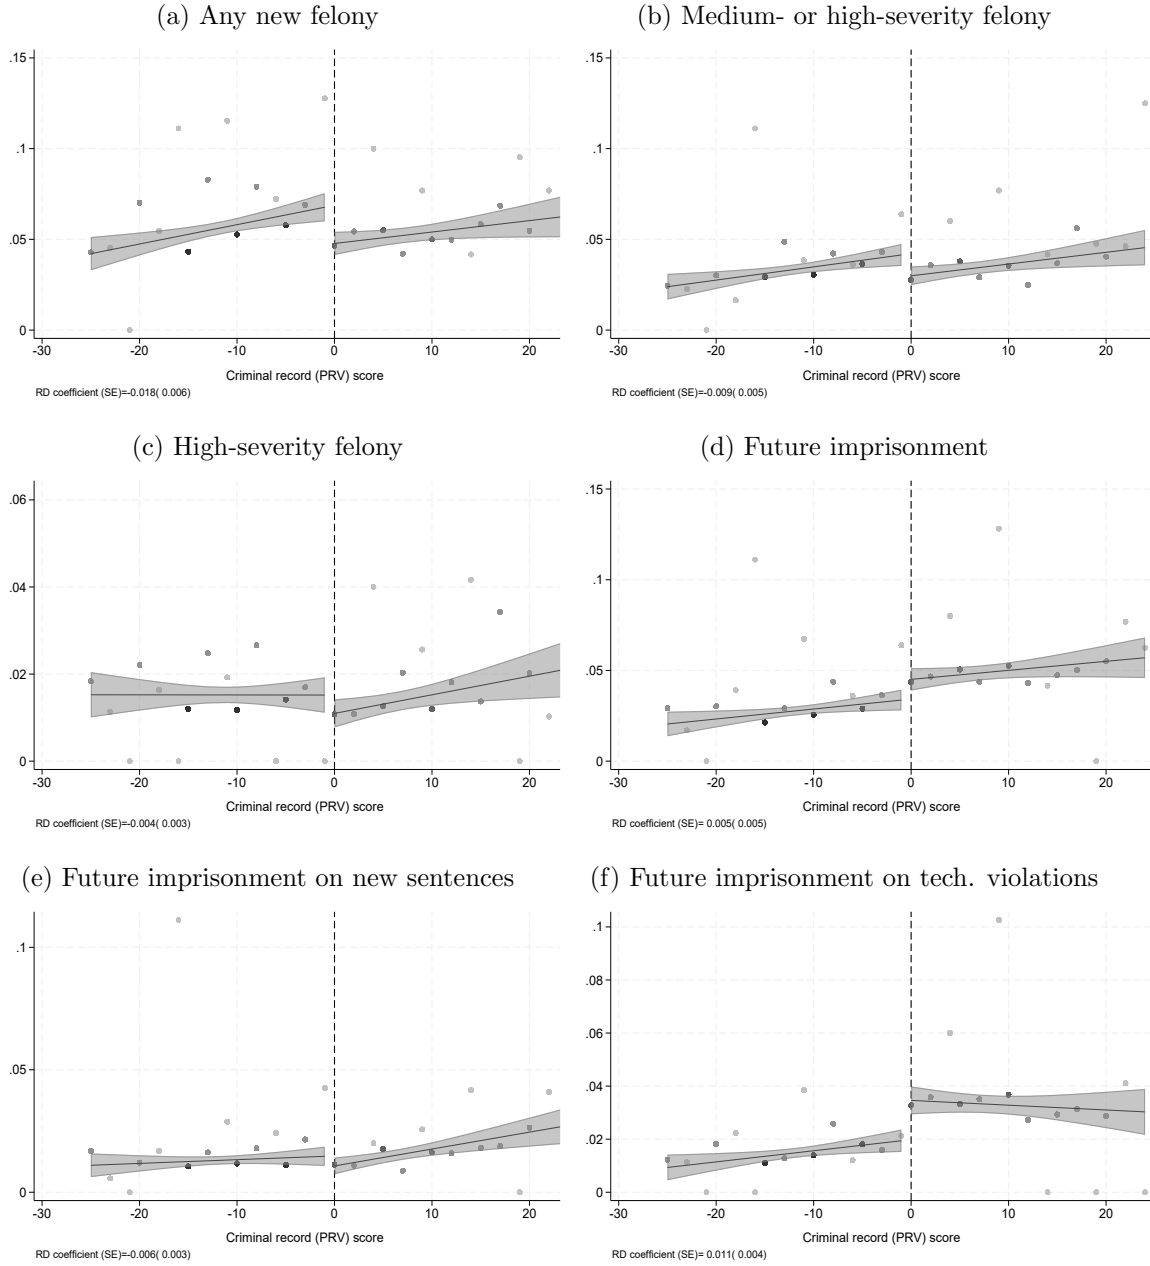 (a) Any new felony
.15
.1
.05
0
-30 -20 -10 0 10 20
Criminal record (PRV) score
RD coefficient (SE)=-0.018( 0.006)
(b) Medium- or high-severity felony
.15
.1
.05
0
-30 -20 -10 0 10 20
Criminal record (PRV) score
RD coefficient (SE)=-0.009( 0.005)
(c) High-severity felony
.06
.04
.02
0
-30 -20 -10 0 10 20
Criminal record (PRV) score
RD coefficient (SE)=-0.004( 0.003)
(d) Future imprisonment
.15
.1
.05
0
-30 -20 -10 0 10 20
Criminal record (PRV) score
RD coefficient (SE)= 0.005( 0.005)
(e) Future imprisonment on new sentences
.1
.05
0
-30 -20 -10 0 10 20
Criminal record (PRV) score
RD coefficient (SE)=-0.006( 0.003)
(f) Future imprisonment on tech. violations
.1
.08
.06
.04
.02
0
-30 -20 -10 0 10 20
Criminal record (PRV) score
RD coefficient (SE)= 0.011( 0.004)